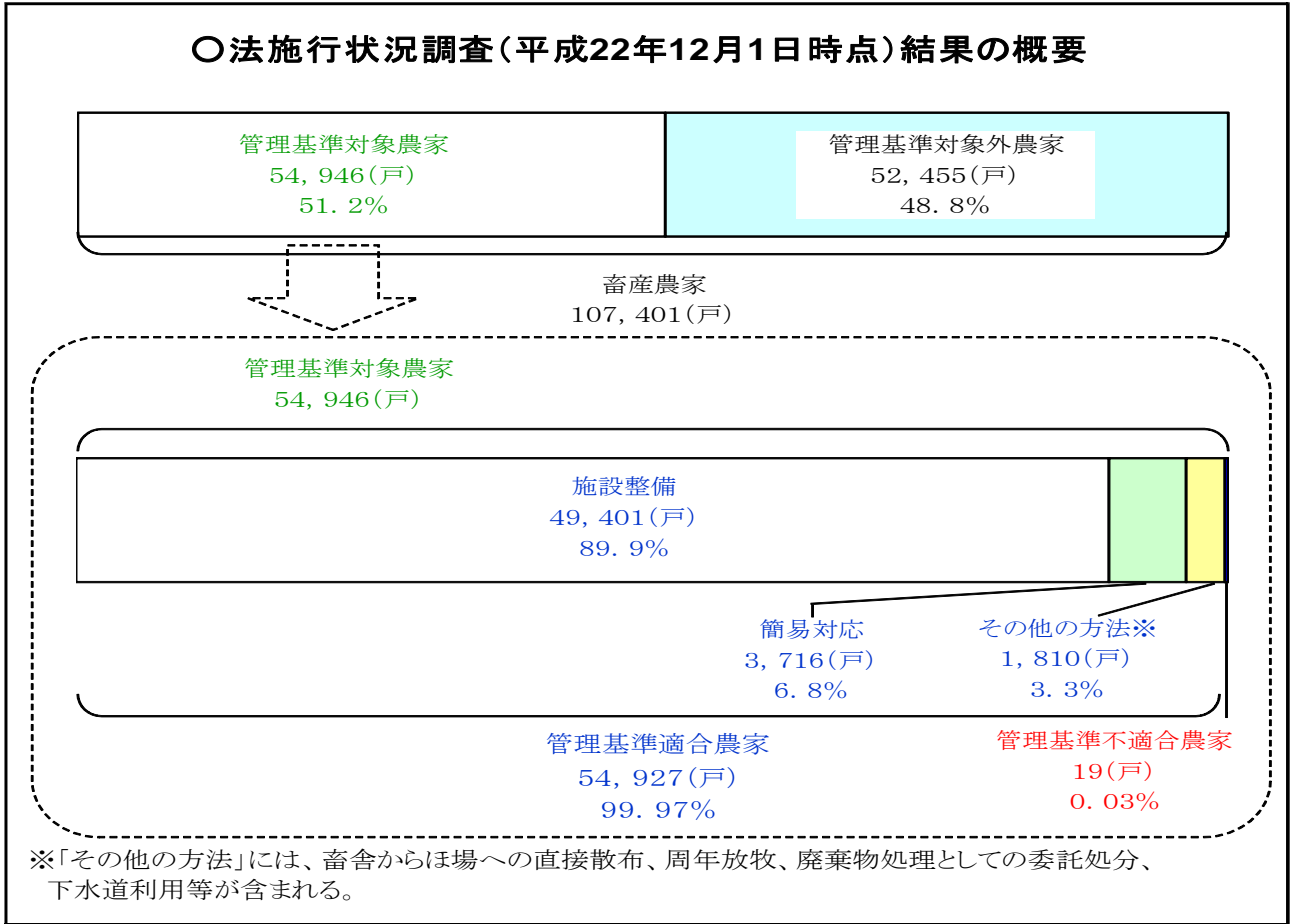 ○法施行状況調査(平成22年12月1日時点)結果の概要
管理基準対象農家
54, 946(戸)
51. 2%
管理基準対象外農家
52, 455(戸)
48. 8%
畜産農家
107, 401(戸)
管理基準対象農家
54, 946(戸)
施設整備
49, 401(戸)
89. 9%
簡易対応
3, 716(戸)
6. 8%
その他の方法※
1, 810(戸)
3. 3%
管理基準適合農家
54, 927(戸)
99. 97%
管理基準不適合農家
19(戸)
0. 03%
※「その他の方法」には、畜舎からほ場への直接散布、周年放牧、廃棄物処理としての委託処分、
下水道利用等が含まれる。